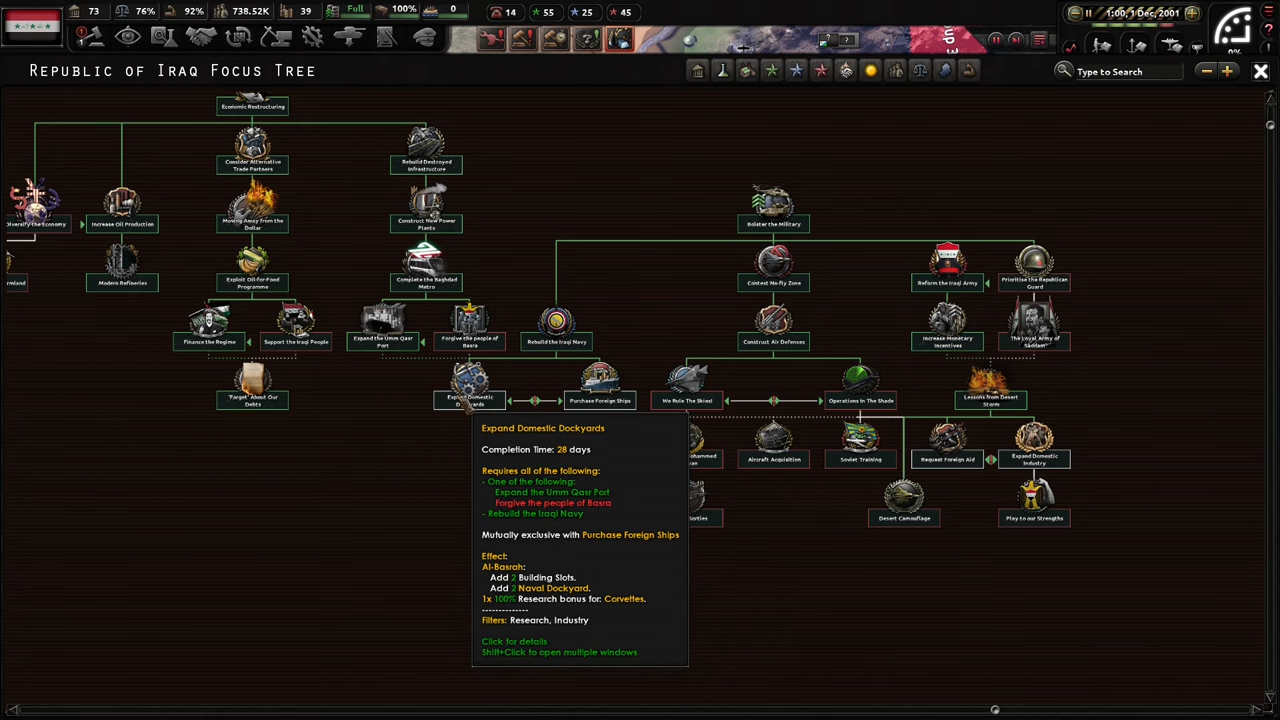 73 76% 92% 738.52K 39 Full 100% 0 14 55 25 45
1:00, 1 Dec, 2001
0%
Republic of Iraq Focus Tree
Type to Search
Economic Restructuring
Consider Alternative
Trade Partners
Rebuild Destroyed
Infrastructure
Diversify the Economy
Increase Oil Production
Moving Away from the
Dollar
Construct New Power
Plants
Bolster the Military
Modern Refineries
Exploit Oil-for-Food
Programme
Complete the Baghdad
Metro
Contest No-fly Zone
Reform the Iraqi Army
Prioritise the Republican
Guard
Finance the Regime
Support the Iraqi People
Expand the Umm Qasr
Port
Forgive the people of
Basra
Rebuild the Iraqi Navy
Construct Air Defenses
Increase Monetary
Incentives
The Loyal Army of
Saddam
'Forget' About Our
Debts
Expand Domestic
Dockyards
Purchase Foreign Ships
We Rule The Skies!
Operations In The Shade
Lessons from Desert
Storm
Aircraft Acquisition
Soviet Training
Request Foreign Aid
Expand Domestic
Industry
Desert Camouflage
Play to our Strengths
Expand Domestic Dockyards
Completion Time: 28 days
Requires all of the following:
- One of the following:
Expand the Umm Qasr Port
Forgive the people of Basra
- Rebuild the Iraqi Navy
Mutually exclusive with Purchase Foreign Ships
Effect:
Al-Basrah:
Add 2 Building Slots.
Add 2 Naval Dockyard.
1x 100% Research bonus for: Corvettes.
--------------
Filters: Research, Industry
Click for details
Shift+Click to open multiple windows